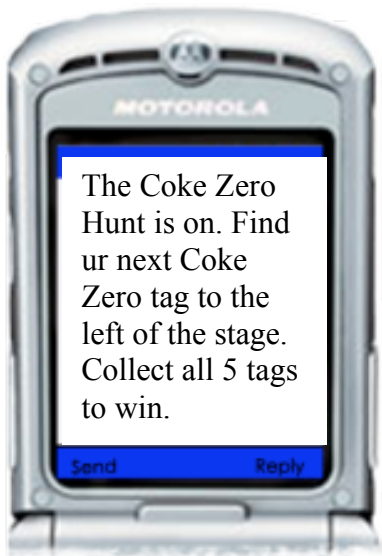 MOTOROLA
The Coke Zero
Hunt is on. Find
ur next Coke
Zero tag to the
left of the stage.
Collect all 5 tags
to win.
Send Reply